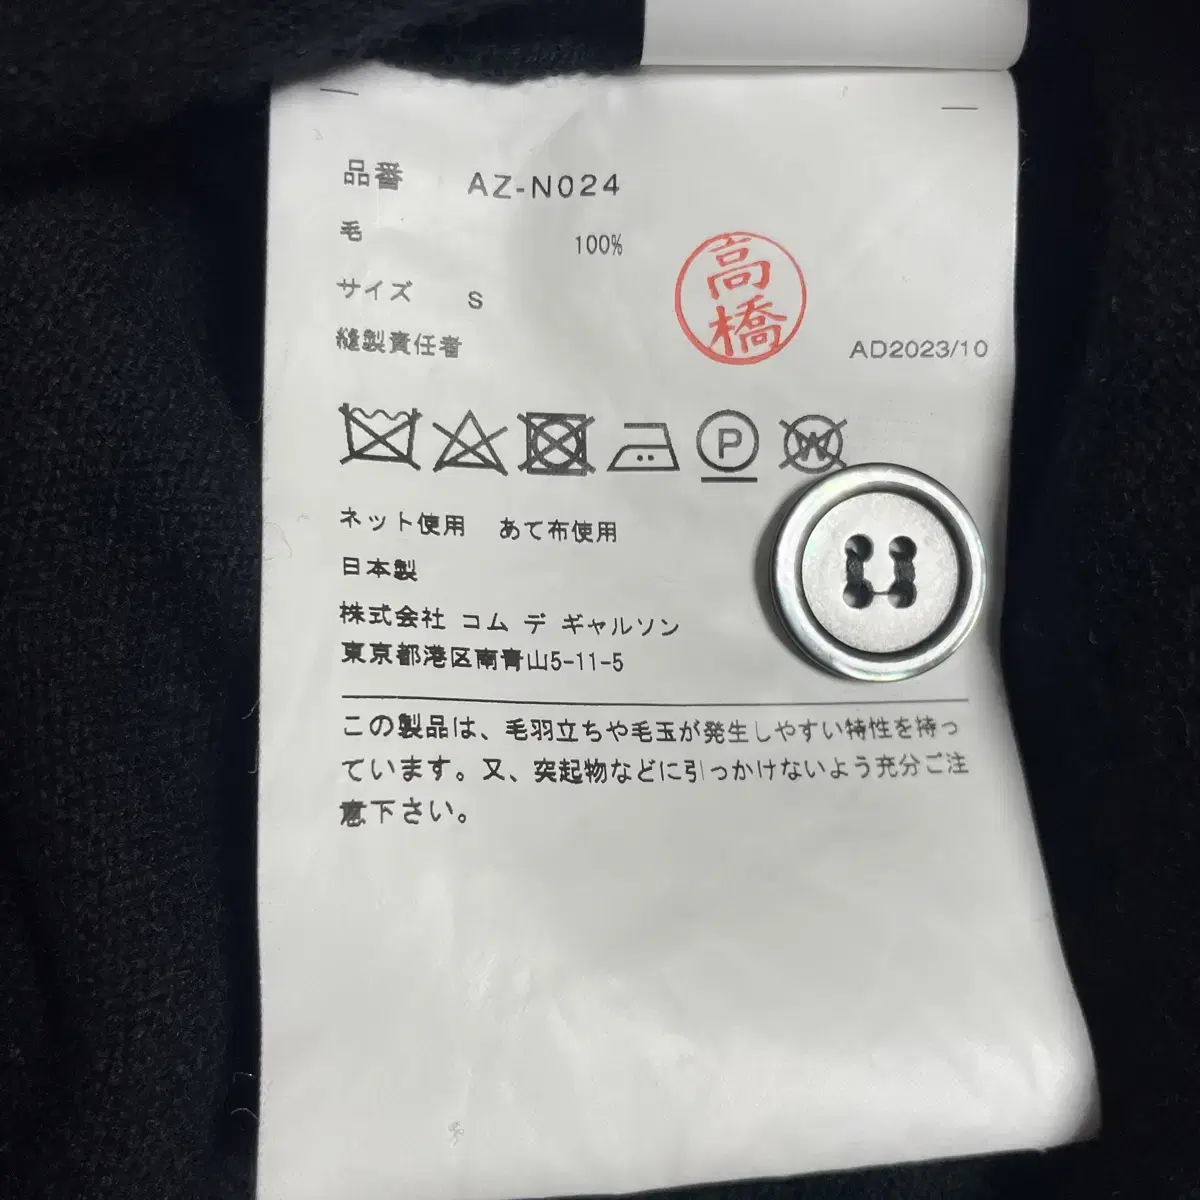 品番 AZ-N024
毛 100%
サイズ S
高橋
縫製責任者 AD2023/10
P
W
ネット使用 あて布使用
日本製
株式会社 コム デ ギャルソン
東京都港区南青山5-11-5
この製品は、毛羽立ちや毛玉が発生しやすい特性を持っ
ています。又、突起物などに引っかけないよう充分ご注
意下さい。